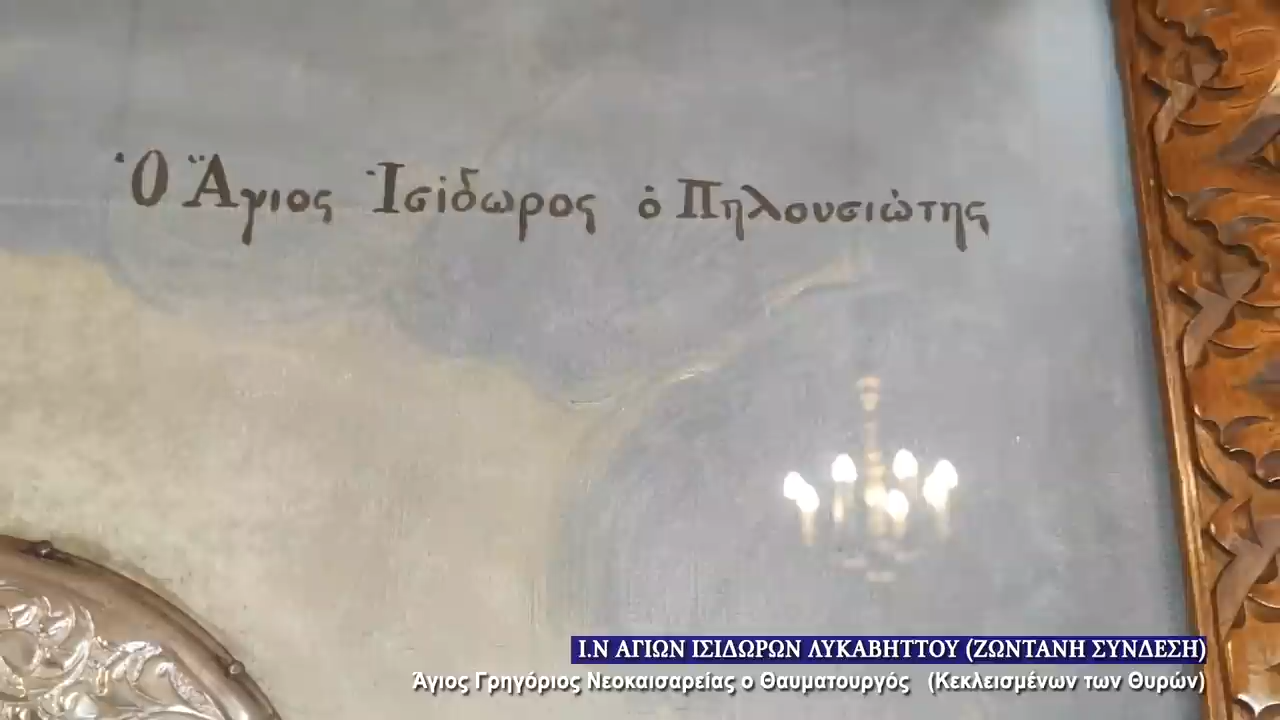 Ὁ Ἅγιος Ἰσίδωρος ὁ Πηλουσιώτης
Ι.Ν ΑΓΙΩΝ ΙΣΙΔΩΡΩΝ ΛΥΚΑΒΗΤΤΟΥ (ΖΩΝΤΑΝΗ ΣΥΝΔΕΣΗ)
Άγιος Γρηγόριος Νεοκαισαρείας ο Θαυματουργός (Κεκλεισμένων των Θυρών)